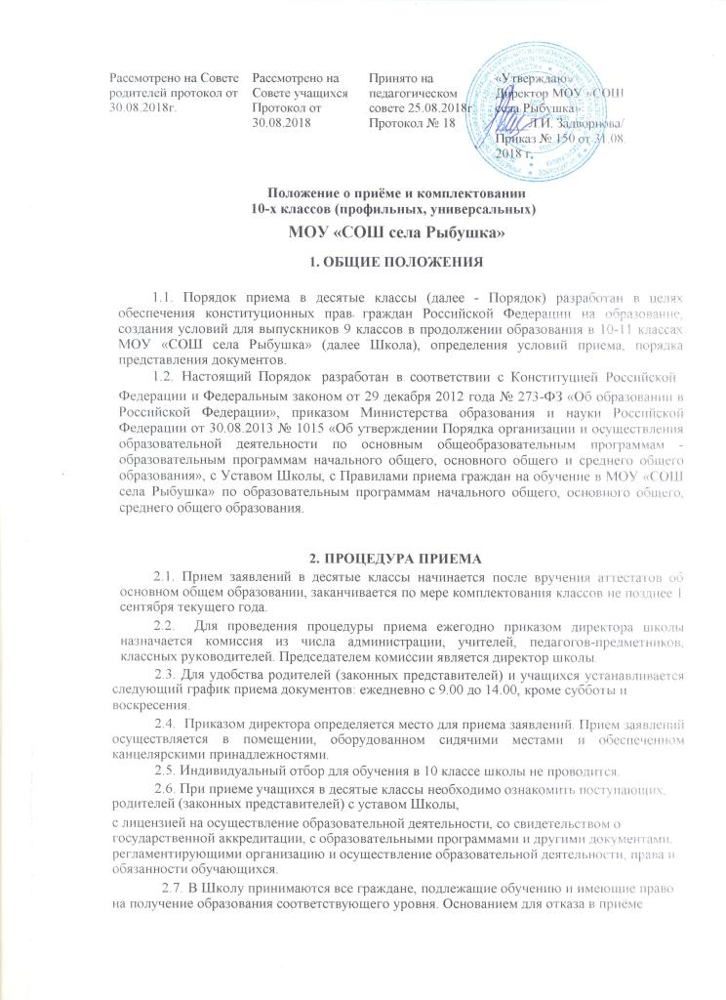 Рассмотрено на Совете
родителей протокол от
30.08.2018г.
Рассмотрено на
Совете учащихся
Протокол от
30.08.2018
Принято на
педагогическом
совете 25.08.2018г
Протокол № 18
«Утверждаю»
Директор МОУ «СОШ
села Рыбушка»
Л.И. Задворнова/
Приказ № 150 от 31.08.
2018 г.
Положение о приёме и комплектовании
10-х классов (профильных, универсальных)
МОУ «СОШ села Рыбушка»
1. ОБЩИЕ ПОЛОЖЕНИЯ
1.1. Порядок приема в десятые классы (далее - Порядок) разработан в целях
обеспечения конституционных прав граждан Российской Федерации на образование,
создания условий для выпускников 9 классов в продолжении образования в 10-11 классах
МОУ «СОШ села Рыбушка» (далее Школа), определения условий приема, порядка
представления документов.
1.2. Настоящий Порядок разработан в соответствии с Конституцией Российской
Федерации и Федеральным законом от 29 декабря 2012 года № 273-ФЗ «Об образовании в
Российской Федерации», приказом Министерства образования и науки Российской
Федерации от 30.08.2013 № 1015 «Об утверждении Порядка организации и осуществления
образовательной деятельности по основным общеобразовательным программам -
образовательным программам начального общего, основного общего и среднего общего
образования», с Уставом Школы, с Правилами приема граждан на обучение в МОУ «СОШ
села Рыбушка» по образовательным программам начального общего, основного общего,
среднего общего образования.
2. ПРОЦЕДУРА ПРИЕМА
2.1. Прием заявлений в десятые классы начинается после вручения аттестатов об
основном общем образовании, заканчивается по мере комплектования классов не позднее 1
сентября текущего года.
2.2. Для проведения процедуры приема ежегодно приказом директора школы
назначается комиссия из числа администрации, учителей, педагогов-предметников,
классных руководителей. Председателем комиссии является директор школы.
2.3. Для удобства родителей (законных представителей) и учащихся устанавливается
следующий график приема документов: ежедневно с 9.00 до 14.00, кроме субботы и
воскресения.
2.4. Приказом директора определяется место для приема заявлений. Прием заявлений
осуществляется в помещении, оборудованном сидячими местами и обеспеченном
канцелярскими принадлежностями.
2.5. Индивидуальный отбор для обучения в 10 классе школы не проводится.
2.6. При приеме учащихся в десятые классы необходимо ознакомить поступающих,
родителей (законных представителей) с уставом Школы,
с лицензией на осуществление образовательной деятельности, со свидетельством о
государственной аккредитации, с образовательными программами и другими документами,
регламентирующими организацию и осуществление образовательной деятельности, права и
обязанности обучающихся.
2.7. В Школу принимаются все граждане, подлежащие обучению и имеющие право
на получение образования соответствующего уровня. Основанием для отказа в приёме